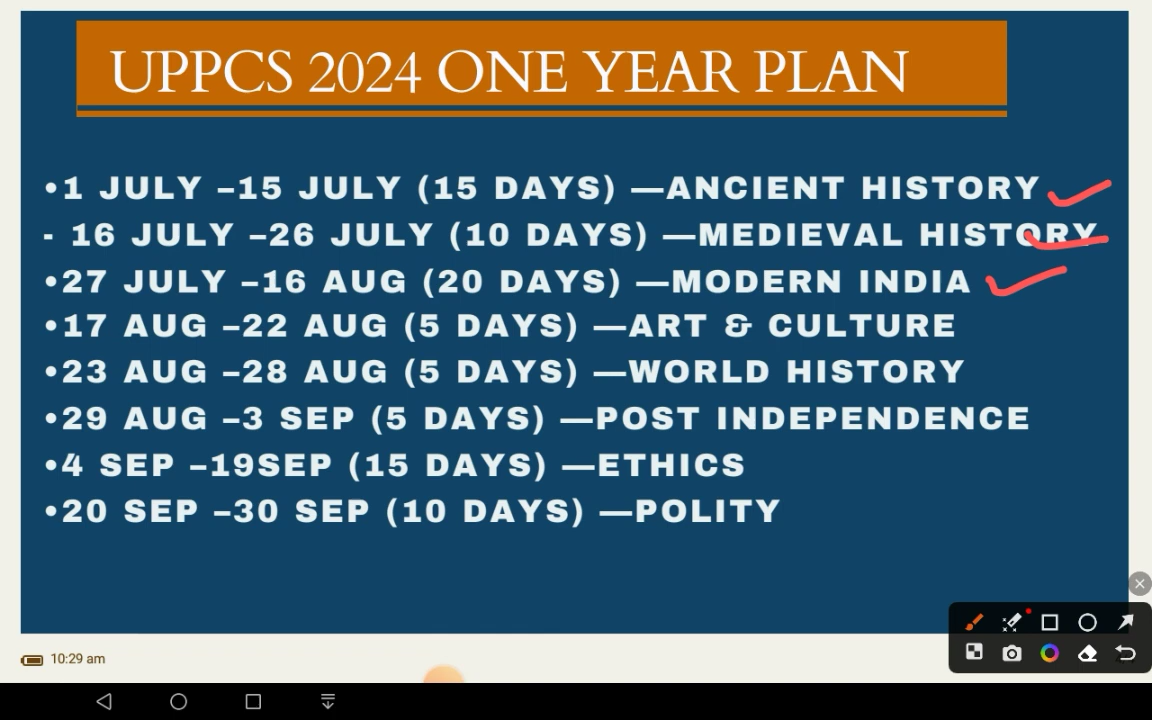 UPPCS 2024 ONE YEAR PLAN
•1 JULY –15 JULY (15 DAYS) —ANCIENT HISTORY
- 16 JULY –26 JULY (10 DAYS) —MEDIEVAL HISTORY
•27 JULY –16 AUG (20 DAYS) —MODERN INDIA
•17 AUG –22 AUG (5 DAYS) —ART & CULTURE
•23 AUG –28 AUG (5 DAYS) —WORLD HISTORY
•29 AUG –3 SEP (5 DAYS) —POST INDEPENDENCE
•4 SEP –19SEP (15 DAYS) —ETHICS
•20 SEP –30 SEP (10 DAYS) —POLITY
10:29 am